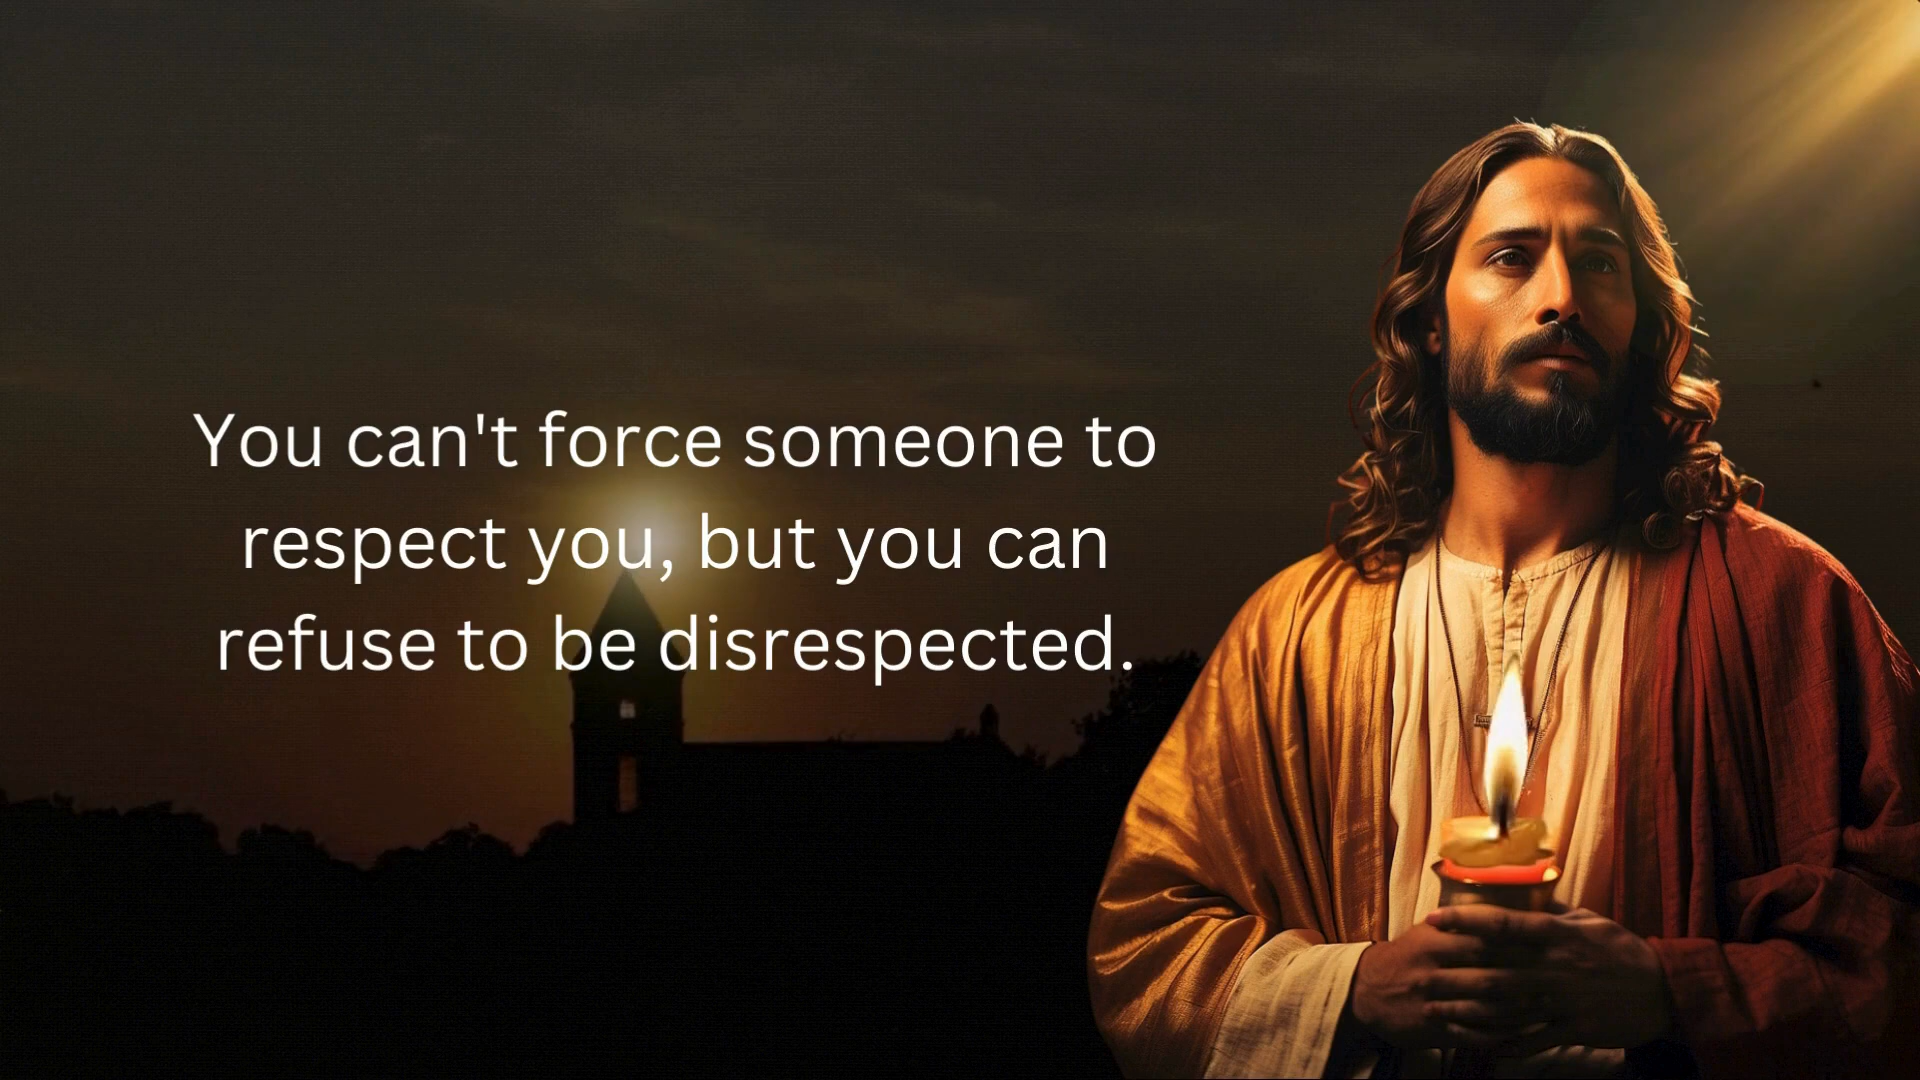 You can't force someone to
respect you, but you can
refuse to be disrespected.